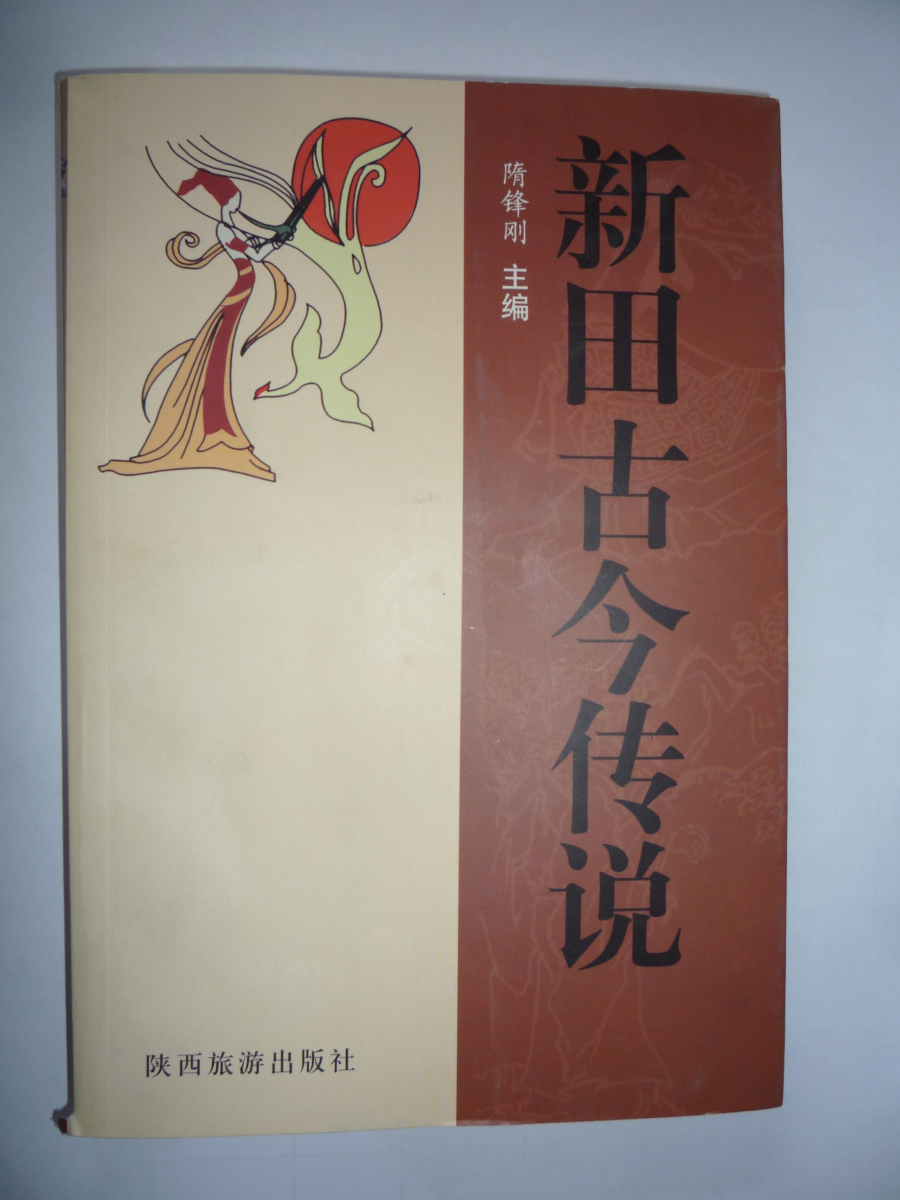 新田古今传说
隋锋刚 主编
陕西旅游出版社